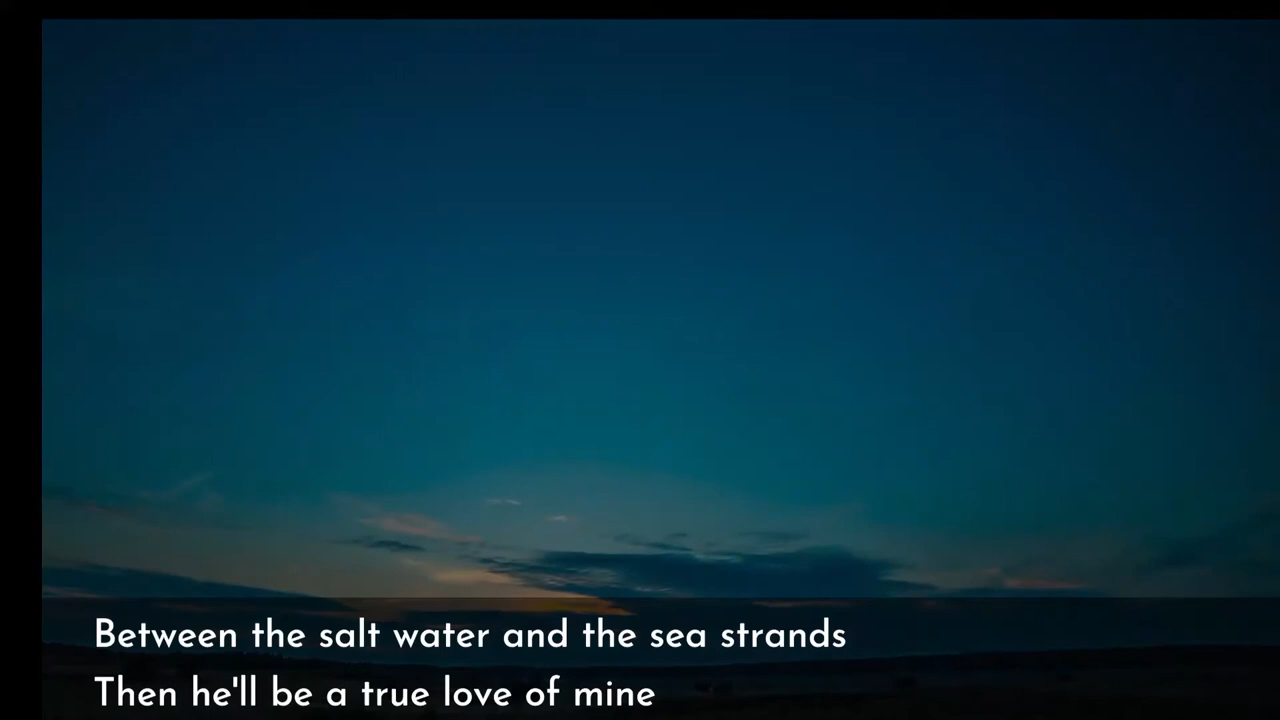 Between the salt water and the sea strands
Then he'll be a true love of mine